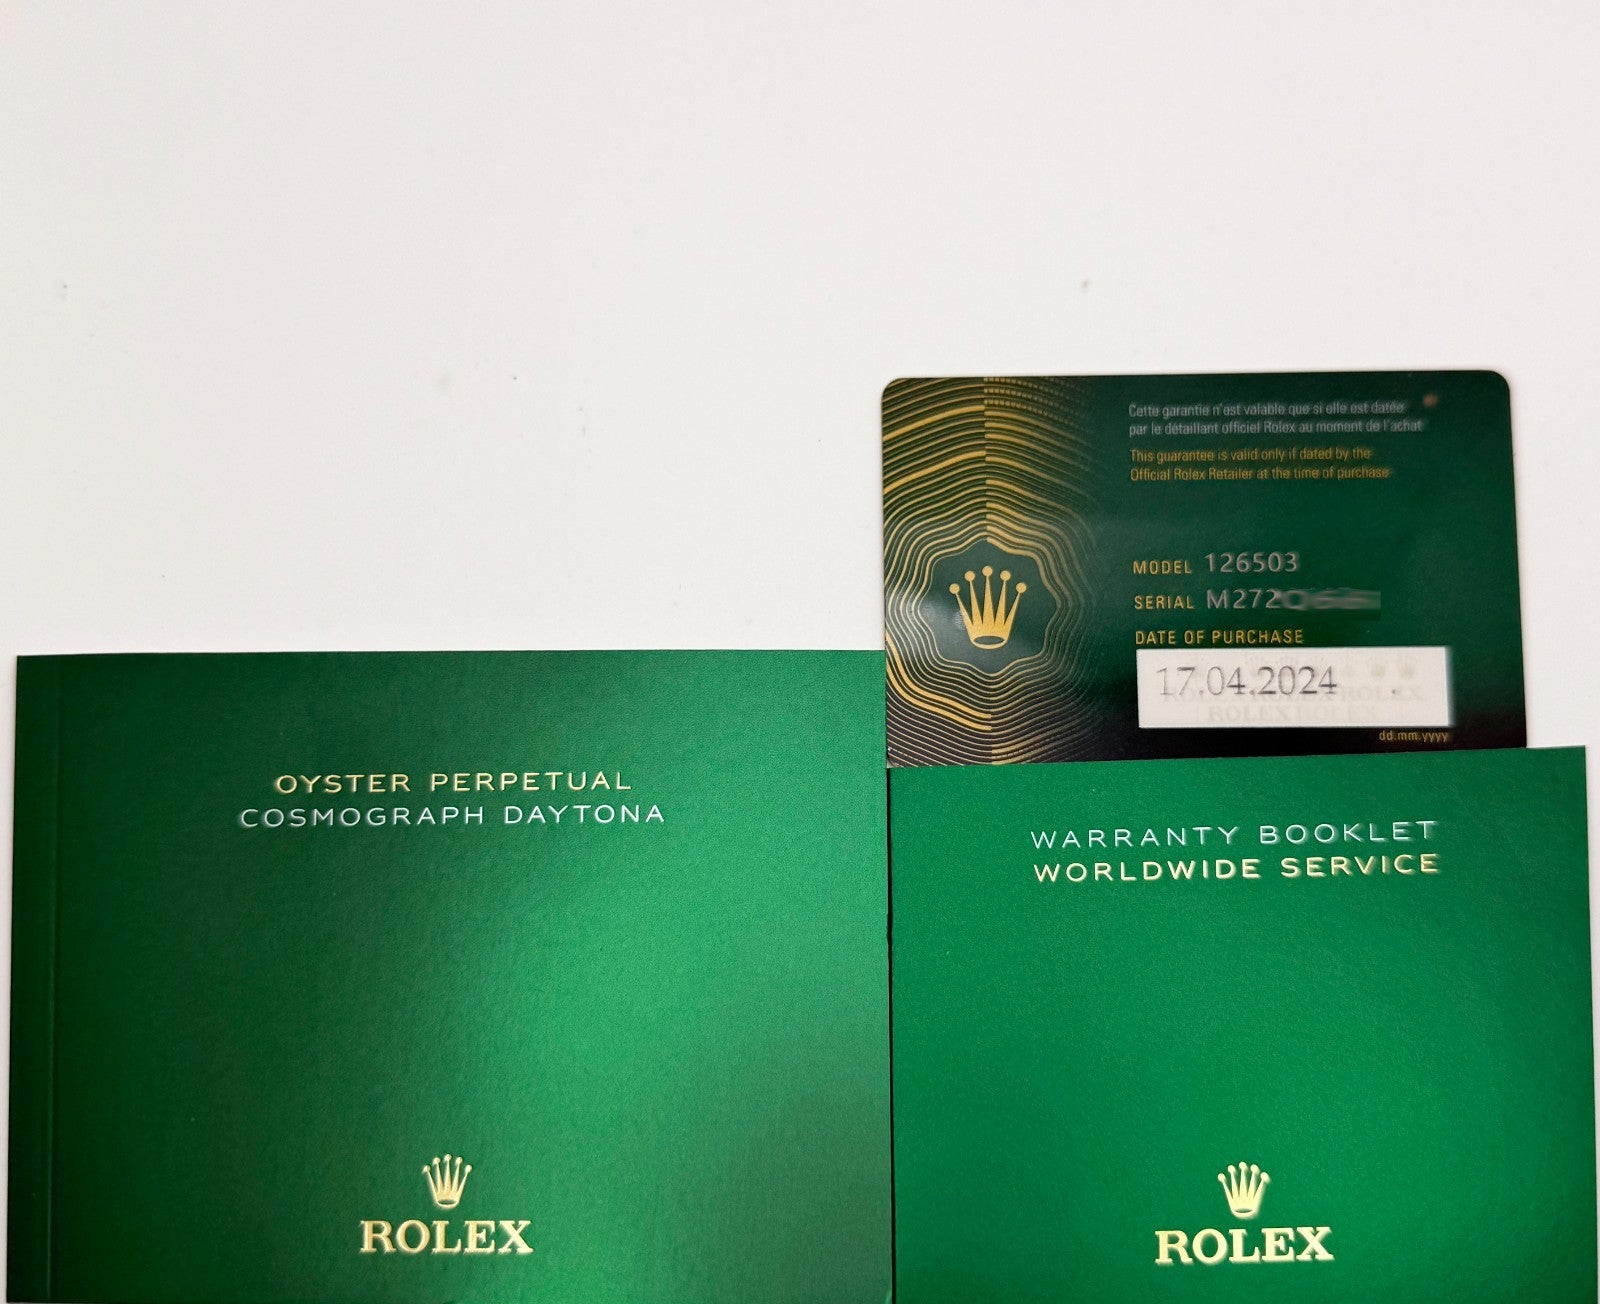 Cette garantie n'est valable que si elle est datée
par le détaillant officiel Rolex au moment de l'achat
This guarantee is valid only if dated by the
Official Rolex Retailer at the time of purchase
MODEL 126503
SERIAL M272
DATE OF PURCHASE
17.04.2024
dd.mm.yyyy
OYSTER PERPETUAL
COSMOGRAPH DAYTONA
ROLEX
WARRANTY BOOKLET
WORLDWIDE SERVICE
ROLEX